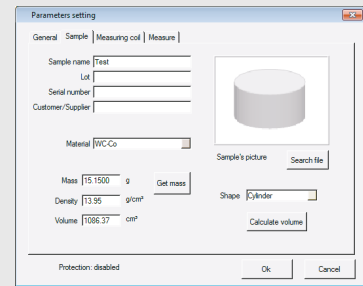 Parameters setting
General Sample Measuring coil Measure
Sample name Test
Lot
Serial number
Customer/Supplier
Material WC-Co
Sample's picture Search file
Mass 15.1500 g Get mass
Density 13.95 g/cm³
Volume 1086.37 cm³
Shape Cylinder
Calculate volume
Protection: disabled
Ok Cancel